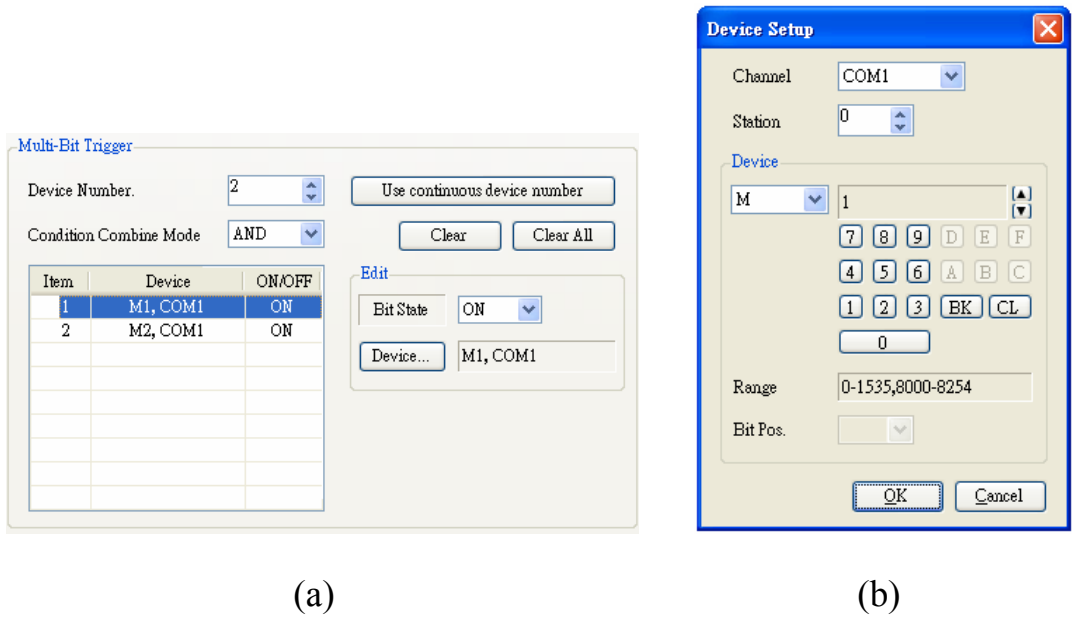 Multi-Bit Trigger
Device Number. 2 Use continuous device number
Condition Combine Mode AND Clear Clear All
Item Device ON/OFF
1 M1, COM1 ON
2 M2, COM1 ON
Edit
Bit State ON
Device... M1, COM1
(a)
Device Setup
Channel COM1
Station 0
Device
M 1
7 8 9 D E F
4 5 6 A B C
1 2 3 BK CL
0
Range 0-1535,8000-8254
Bit Pos.
OK Cancel
(b)